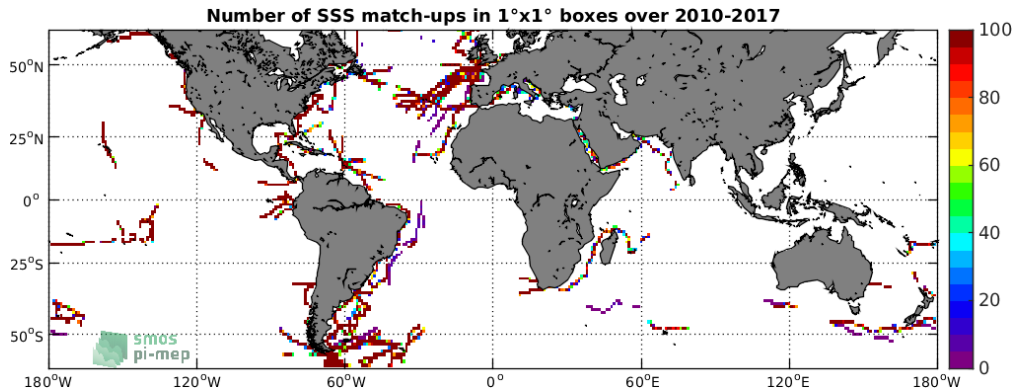 Number of SSS match-ups in 1°x1° boxes over 2010-2017
100
80
60
40
20
0
50°N
25°N
0°
25°S
50°S
smos
pi-mep
180°W
120°W
60°W
0°
60°E
120°E
180°W